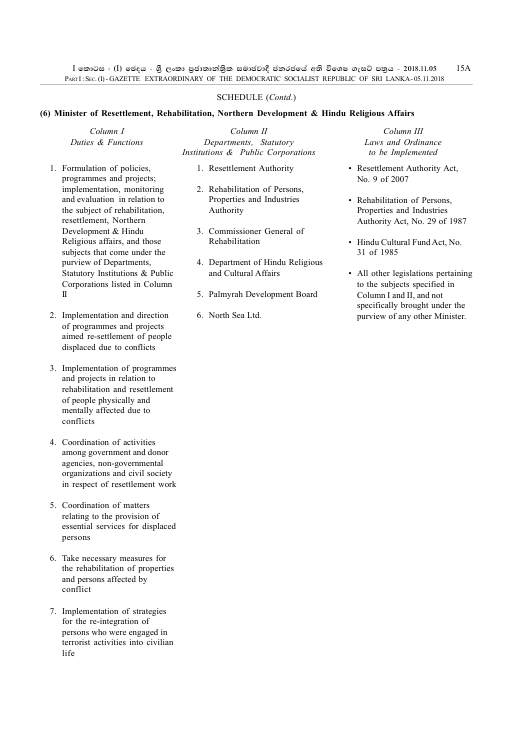 I කොටස - (I) ඡෙදය - ශ්‍රී ලංකා ප්‍රජාතාන්ත්‍රික සමාජවාදී ජනරජයේ අති විශෙෂ ගැසට් පත්‍රය - 2018.11.05 15A
PART I : SEC. (I) - GAZETTE EXTRAORDINARY OF THE DEMOCRATIC SOCIALIST REPUBLIC OF SRI LANKA - 05.11.2018
SCHEDULE (Contd.)
(6) Minister of Resettlement, Rehabilitation, Northern Development & Hindu Religious Affairs
Column I
Duties & Functions
1. Formulation of policies,
programmes and projects;
implementation, monitoring
and evaluation in relation to
the subject of rehabilitation,
resettlement, Northern
Development & Hindu
Religious affairs, and those
subjects that come under the
purview of Departments,
Statutory Institutions & Public
Corporations listed in Column
II
2. Implementation and direction
of programmes and projects
aimed re-settlement of people
displaced due to conflicts
3. Implementation of programmes
and projects in relation to
rehabilitation and resettlement
of people physically and
mentally affected due to
conflicts
4. Coordination of activities
among government and donor
agencies, non-governmental
organizations and civil society
in respect of resettlement work
5. Coordination of matters
relating to the provision of
essential services for displaced
persons
6. Take necessary measures for
the rehabilitation of properties
and persons affected by
conflict
7. Implementation of strategies
for the re-integration of
persons who were engaged in
terrorist activities into civilian
life
Column II
Departments, Statutory
Institutions & Public Corporations
1. Resettlement Authority
2. Rehabilitation of Persons,
Properties and Industries
Authority
3. Commissioner General of
Rehabilitation
4. Department of Hindu Religious
and Cultural Affairs
5. Palmyrah Development Board
6. North Sea Ltd.
Column III
Laws and Ordinance
to be Implemented
• Resettlement Authority Act,
No. 9 of 2007
• Rehabilitation of Persons,
Properties and Industries
Authority Act, No. 29 of 1987
• Hindu Cultural Fund Act, No.
31 of 1985
• All other legislations pertaining
to the subjects specified in
Column I and II, and not
specifically brought under the
purview of any other Minister.